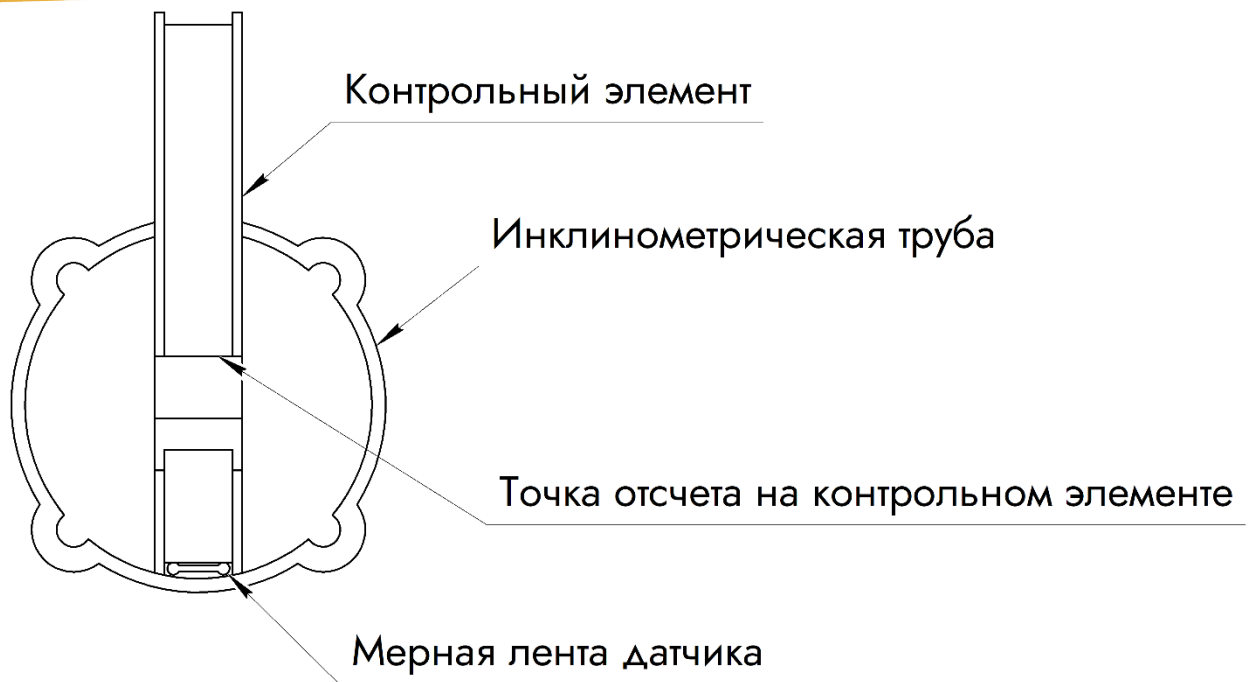 Контрольный элемент
Инклинометрическая труба
Точка отсчета на контрольном элементе
Мерная лента датчика